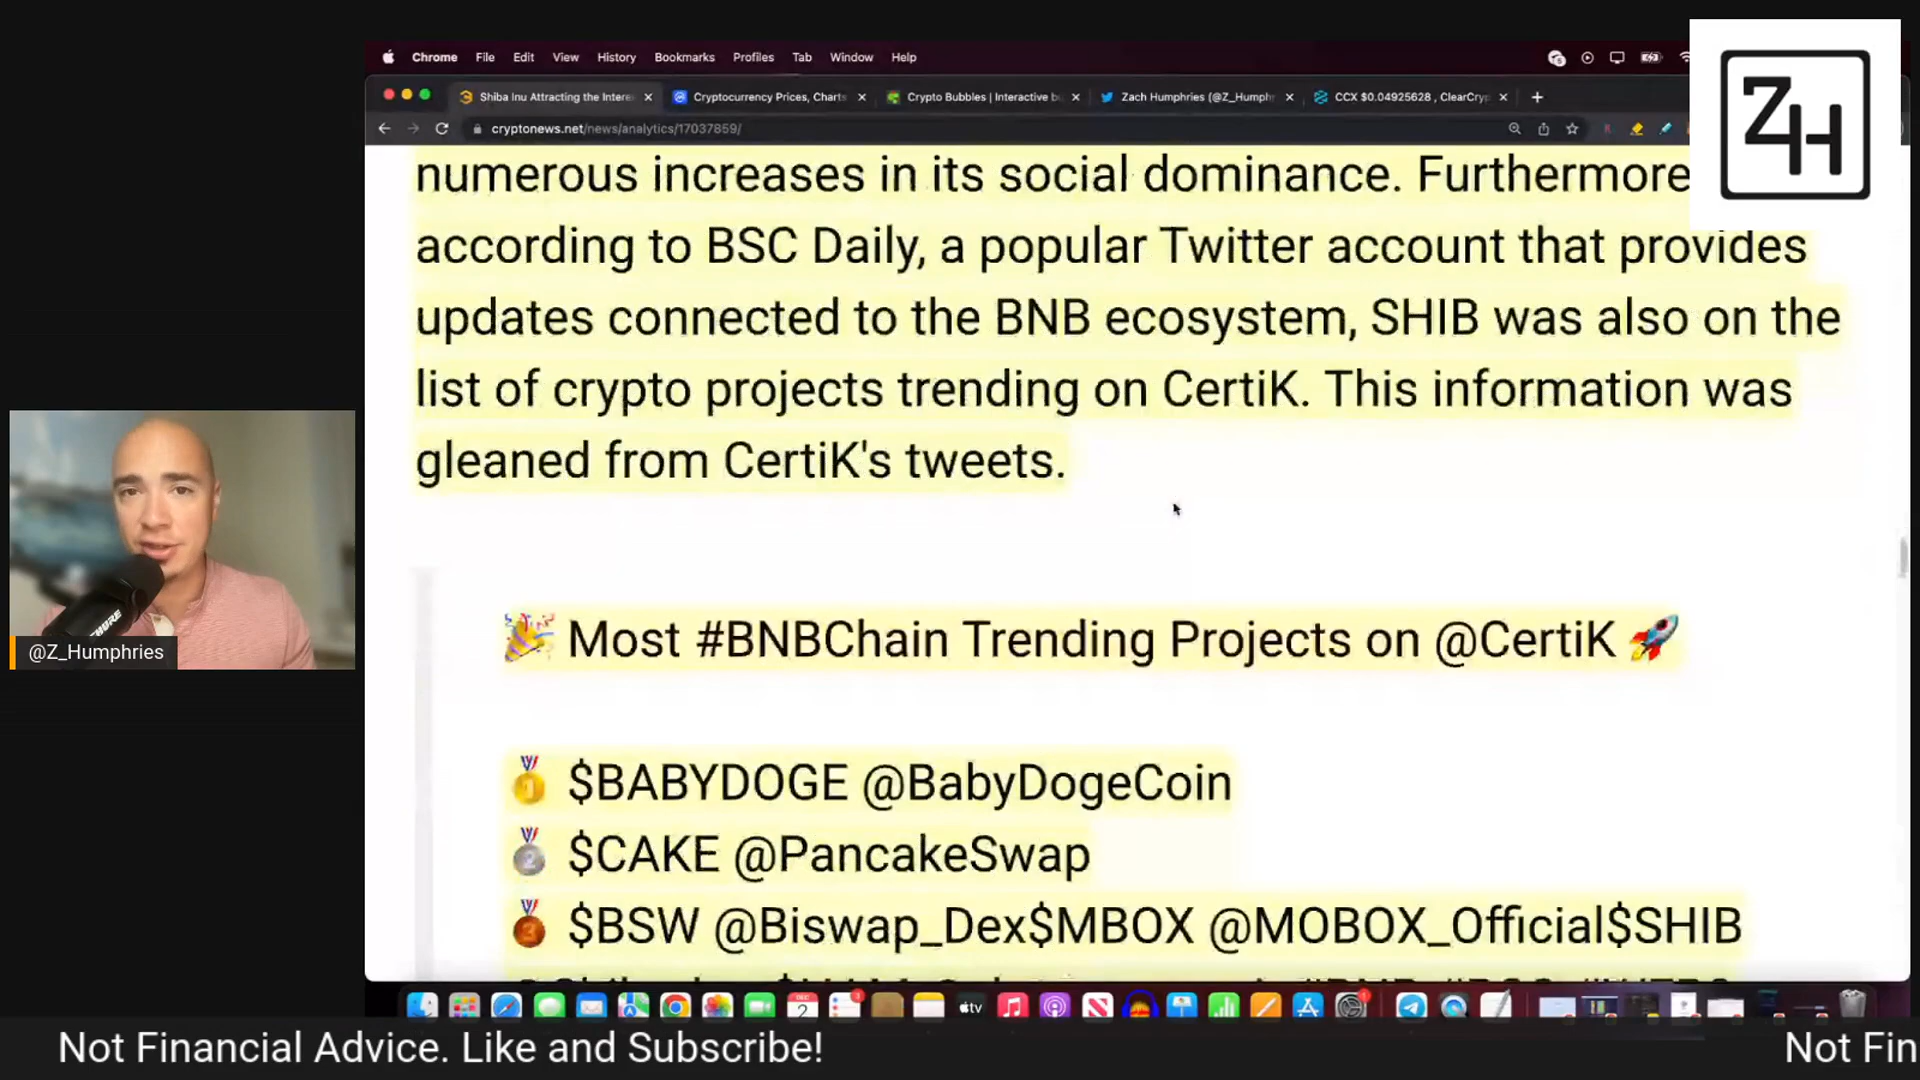 Chrome File Edit View History Bookmarks Profiles Tab Window Help
ZH
Shiba Inu Attracting the Intere
Cryptocurrency Prices, Charts
Crypto Bubbles | Interactive bu
Zach Humphries (@Z_Humphr
CCX $0.04925628 , ClearCryp
cryptonews.net/news/analytics/17037859/
numerous increases in its social dominance. Furthermore
according to BSC Daily, a popular Twitter account that provides
updates connected to the BNB ecosystem, SHIB was also on the
list of crypto projects trending on CertiK. This information was
gleaned from CertiK's tweets.
🎉 Most #BNBChain Trending Projects on @CertiK 🚀
🥇 $BABYDOGE @BabyDogeCoin
🥈 $CAKE @PancakeSwap
🥉 $BSW @Biswap_Dex$MBOX @MOBOX_Official$SHIB
@Z_Humphries
DEC
2
tv
Not Financial Advice. Like and Subscribe!
Not Fin